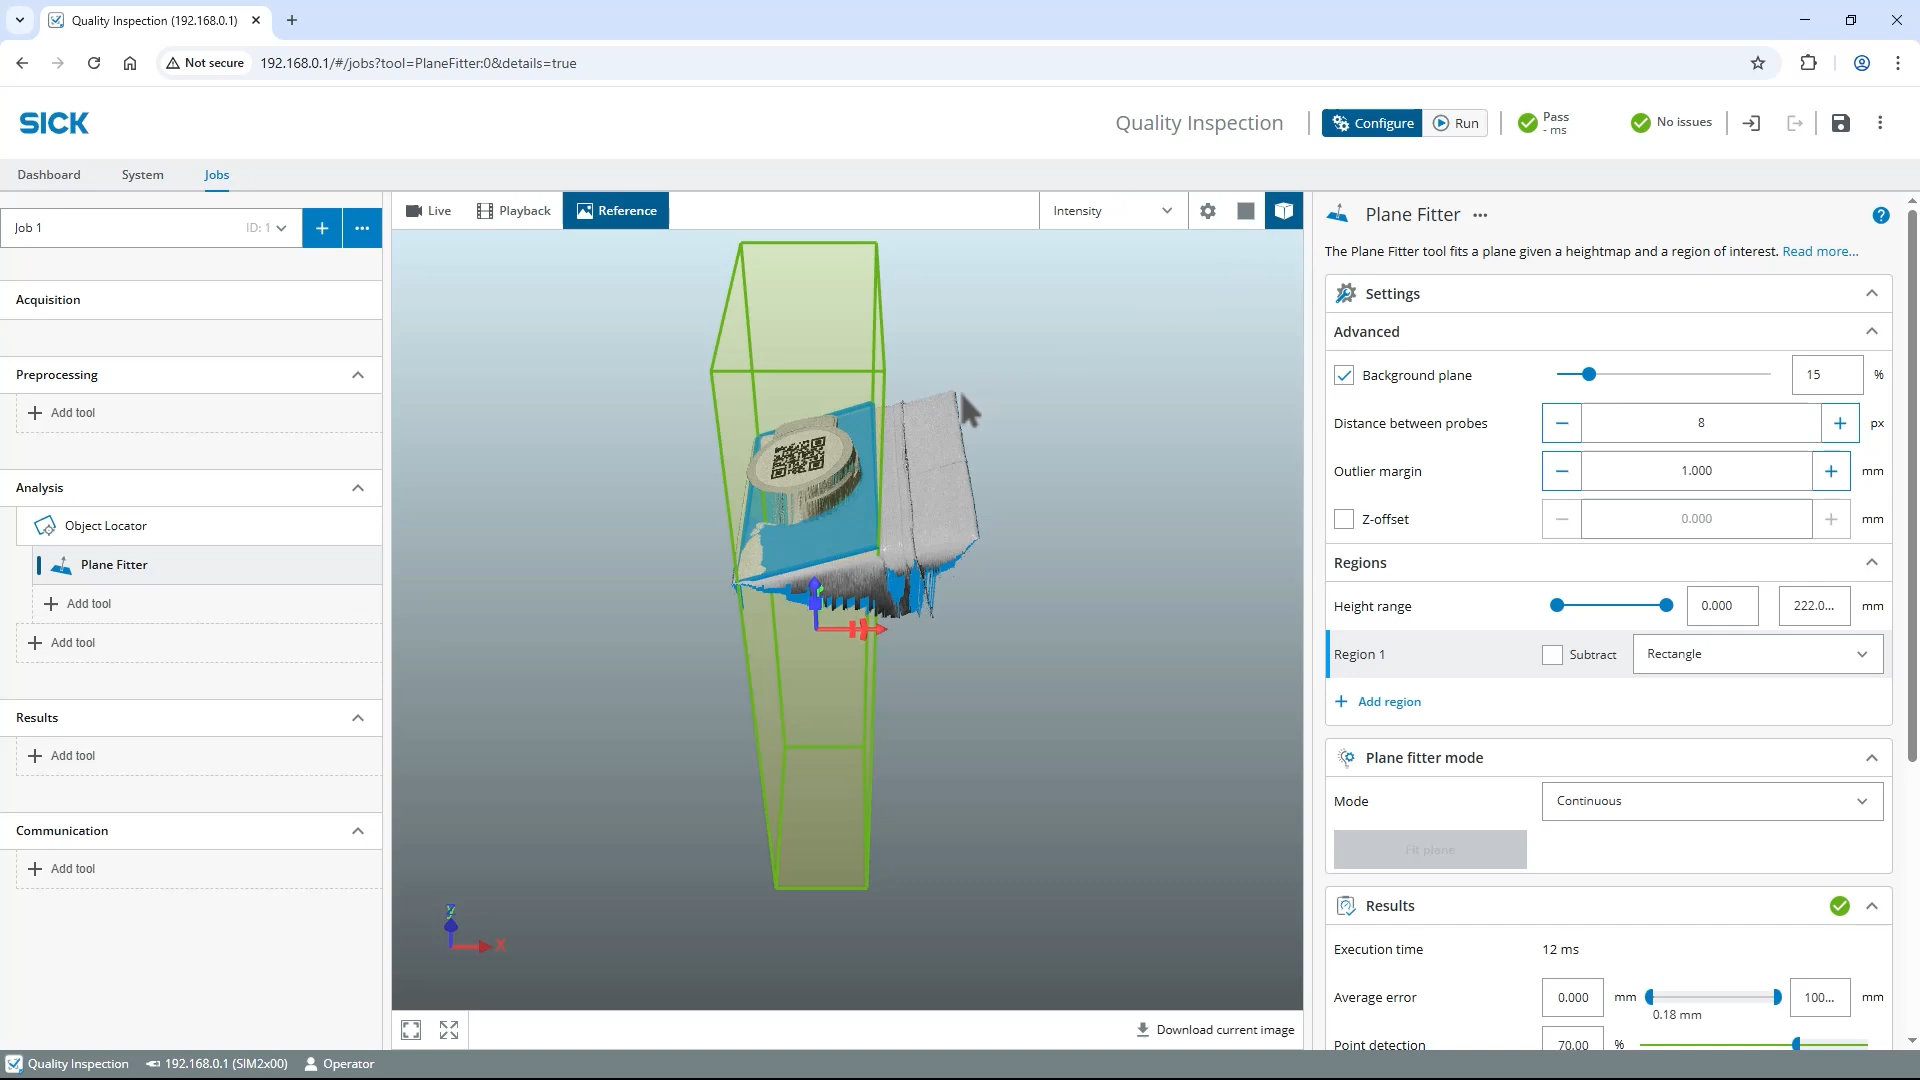 Quality Inspection (192.168.0.1)
Not secure
192.168.0.1/#/jobs?tool=PlaneFitter:0&details=true
SICK
Quality Inspection
Configure
Run
Pass
- ms
No issues
Dashboard
System
Jobs
Job 1
ID: 1
Acquisition
Preprocessing
Add tool
Analysis
Object Locator
Plane Fitter
Add tool
Add tool
Results
Add tool
Communication
Add tool
Live
Playback
Reference
Intensity
Z
X
Download current image
Plane Fitter
The Plane Fitter tool fits a plane given a heightmap and a region of interest. Read more...
Settings
Advanced
Background plane
15
%
Distance between probes
8
px
Outlier margin
1.000
mm
Z-offset
0.000
mm
Regions
Height range
0.000
222.0...
mm
Region 1
Subtract
Rectangle
Add region
Plane fitter mode
Mode
Continuous
Fit plane
Results
Execution time
12 ms
Average error
0.000
mm
0.18 mm
100...
mm
Point detection
70.00
%
Quality Inspection
192.168.0.1 (SIM2x00)
Operator